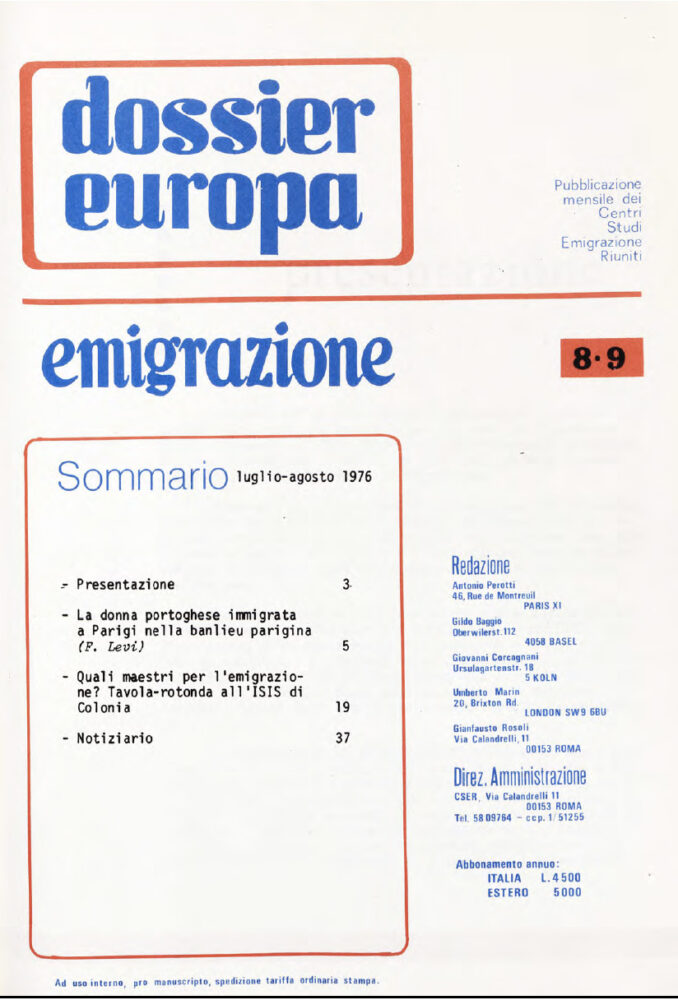 dossier
europa
Pubblicazione
mensile dei
Centri
Studi
Emigrazione
Riuniti
emigrazione
8·9
Sommario luglio-agosto 1976
- Presentazione 3
- La donna portoghese immigrata
a Parigi nella banlieu parigina
(F. Levi) 5
- Quali maestri per l'emigrazio-
ne? Tavola-rotonda all'ISIS di
Colonia 19
- Notiziario 37
Redazione
Antonio Perotti
46, Rue de Montreuil
PARIS XI
Gildo Baggio
Oberwilerst. 112
4058 BASEL
Giovanni Corcagnani
Ursulagartenstr. 18
5 KOLN
Umberto Marin
20, Brixton Rd.
LONDON SW9 6BU
Gianfausto Rosoli
Via Calandrelli, 11
00153 ROMA
Direz. Amministrazione
CSER, Via Calandrelli 11
00153 ROMA
Tel. 5809764 - ccp. 1/51255
Abbonamento annuo:
ITALIA L. 4500
ESTERO 5000
Ad uso interno, pro manuscripto, spedizione tariffa ordinaria stampa.